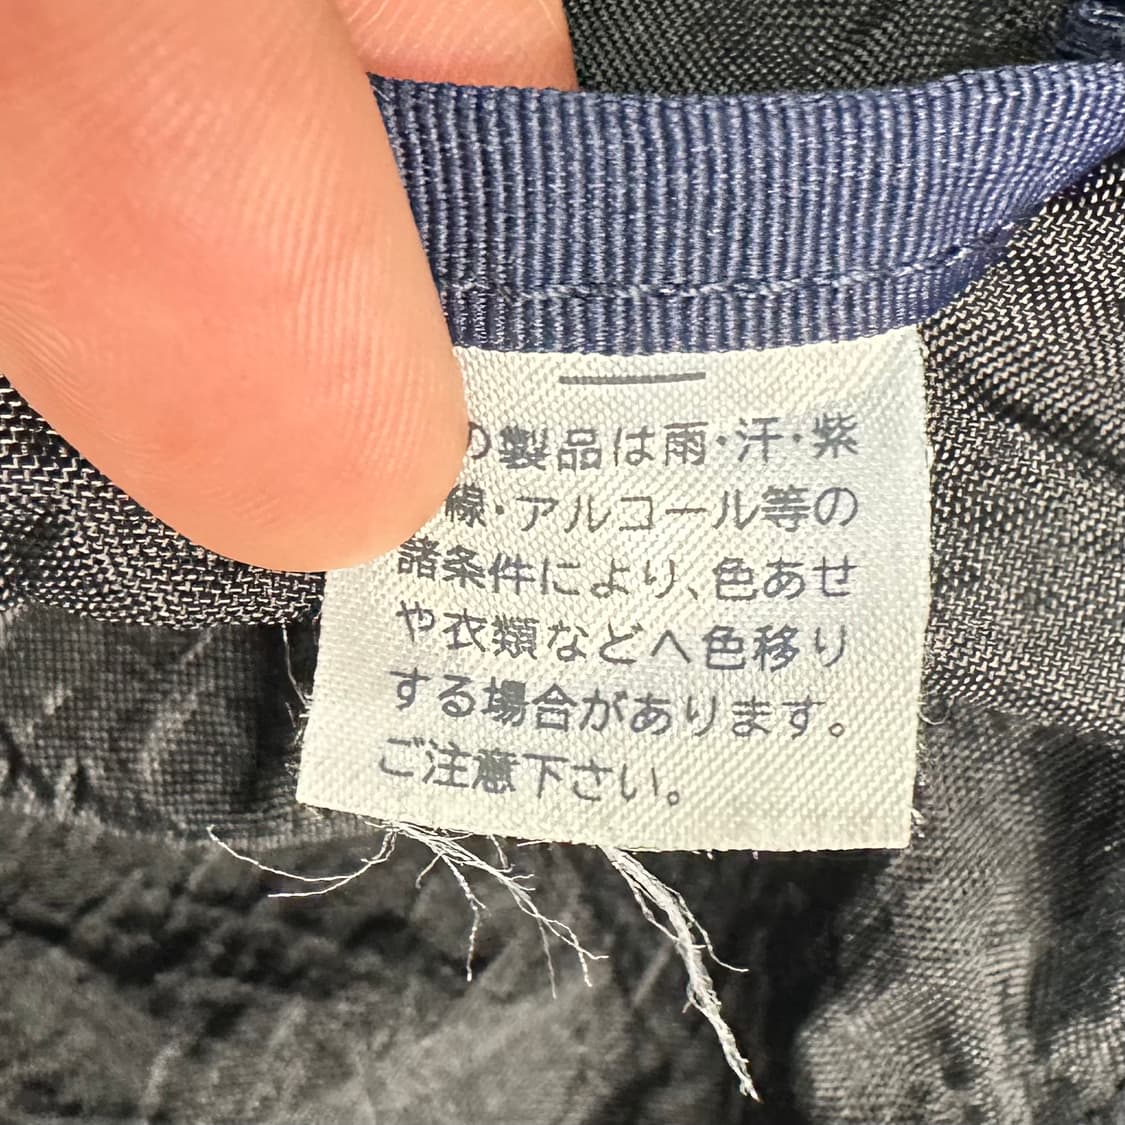 の製品は雨・汗・紫
線・アルコール等の
諸条件により、色あせ
や衣類などへ色移り
する場合があります。
ご注意下さい。